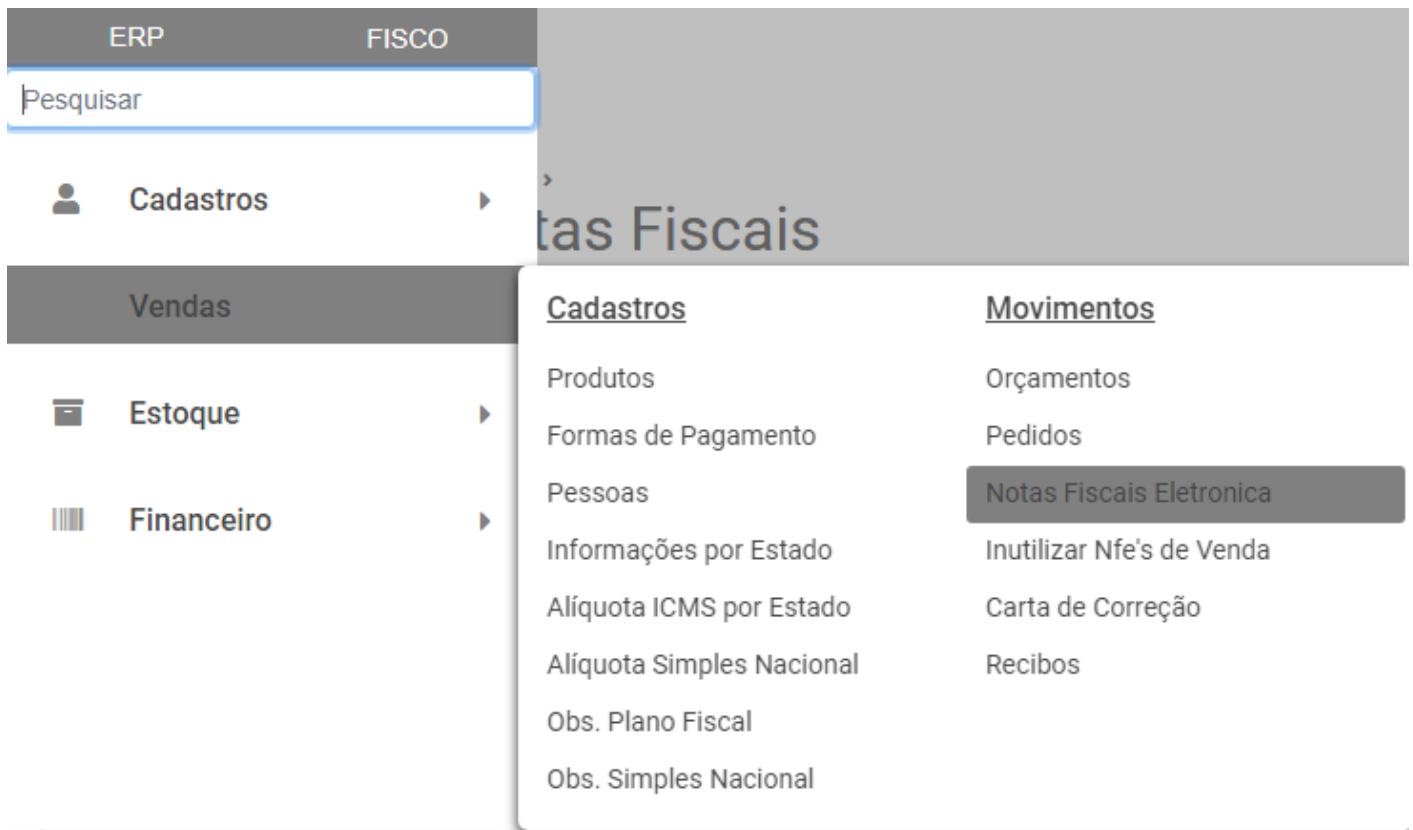 ERP FISCO
Pesquisar
Cadastros
tas Fiscais
Vendas
Estoque
Financeiro
Cadastros
Produtos
Formas de Pagamento
Pessoas
Informações por Estado
Alíquota ICMS por Estado
Alíquota Simples Nacional
Obs. Plano Fiscal
Obs. Simples Nacional
Movimentos
Orçamentos
Pedidos
Notas Fiscais Eletronica
Inutilizar Nfe's de Venda
Carta de Correção
Recibos